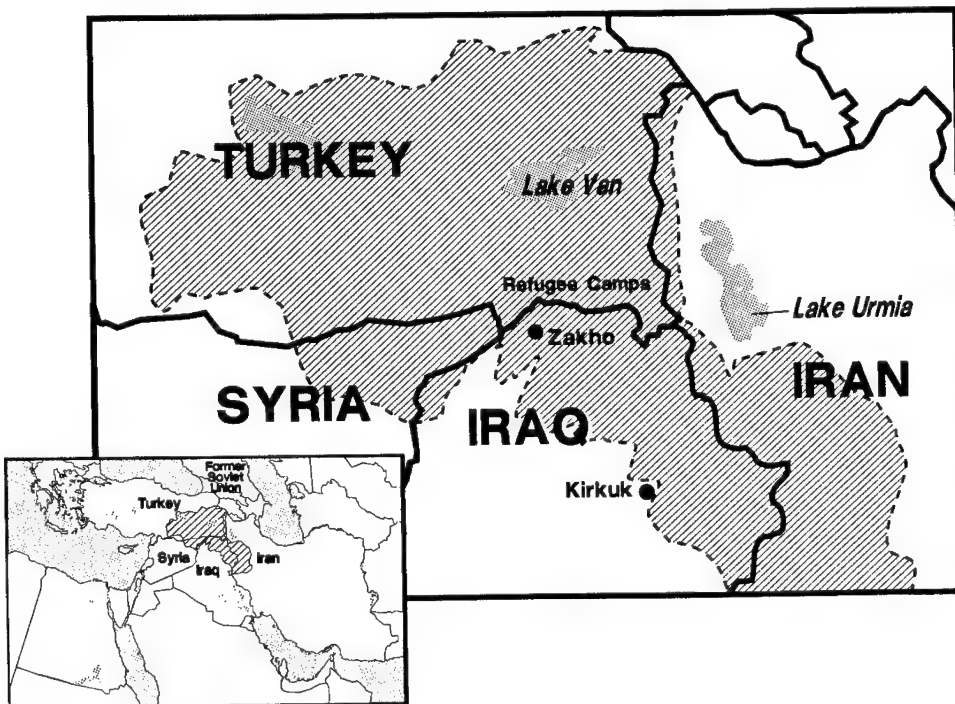 TURKEY
Lake Van
Refugee Camps
Lake Urmia
Zakho
IRAN
SYRIA
IRAQ
Kirkuk
Former
Soviet
Union
Turkey
Syria
Iraq
Iran